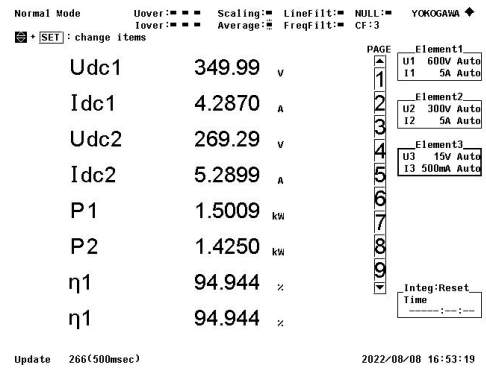 Normal Mode Uover: Scaling: LineFilt: NULL: YOKOGAWA
Iover: Average: FreqFilt: CF:3
+ SET : change items
PAGE
Udc1 349.99 V
Idc1 4.2870 A
Udc2 269.29 V
Idc2 5.2899 A
P1 1.5009 kW
P2 1.4250 kW
η1 94.944 %
η1 94.944 %
1
2
3
4
5
6
7
8
9
Element1
U1 600V Auto
I1 5A Auto
Element2
U2 300V Auto
I2 5A Auto
Element3
U3 15V Auto
I3 500mA Auto
Integ:Reset
Time
-----:--:--
Update 266(500msec) 2022/08/08 16:53:19